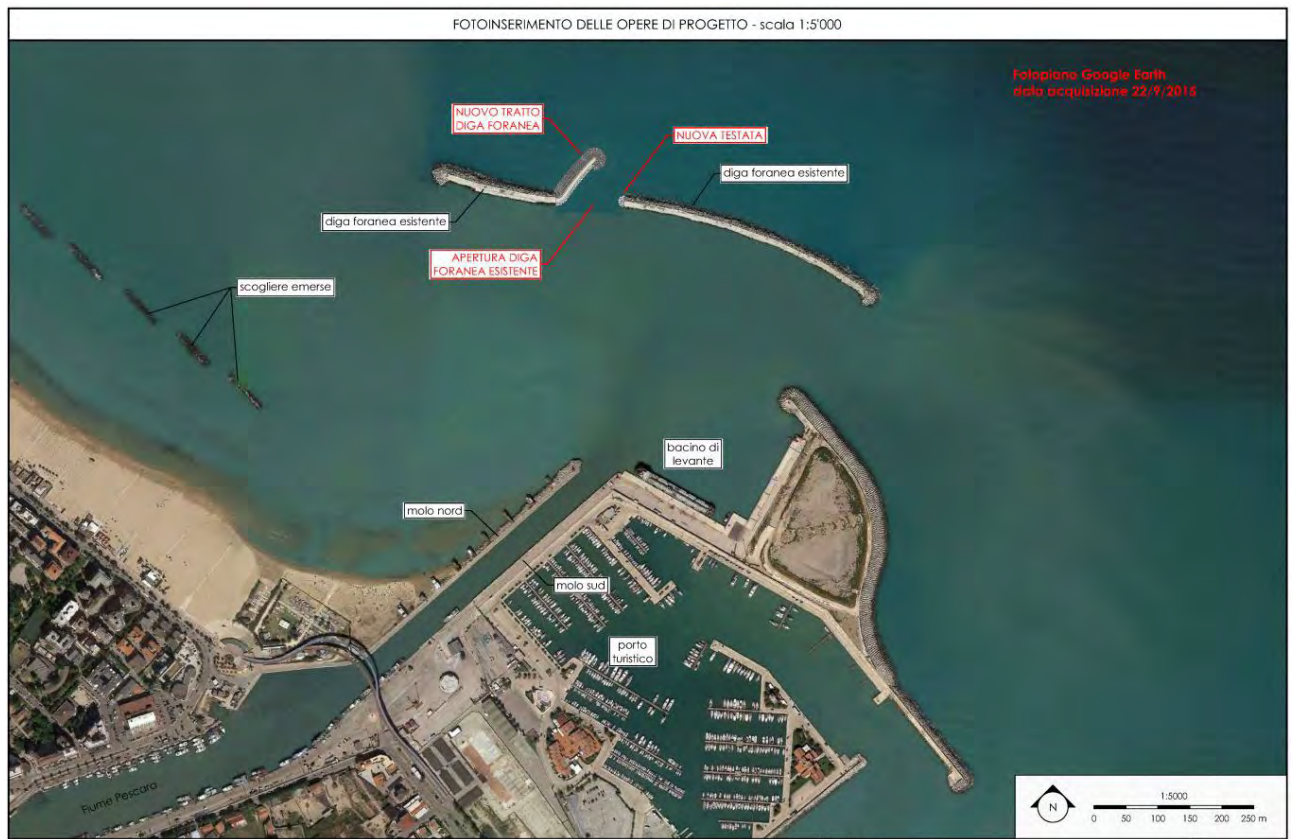 FOTOINSERIMENTO DELLE OPERE DI PROGETTO - scala 1:5'000
Fotopiano Google Earth
data acquisizione 22/9/2015
NUOVO TRATTO
DIGA FORANEA
NUOVA TESTATA
diga foranea esistente
diga foranea esistente
APERTURA DIGA
FORANEA ESISTENTE
scogliere emerse
bacino di
levante
molo nord
molo sud
porto
turistico
Fiume Pescara
N
1:5000
0 50 100 150 200 250 m